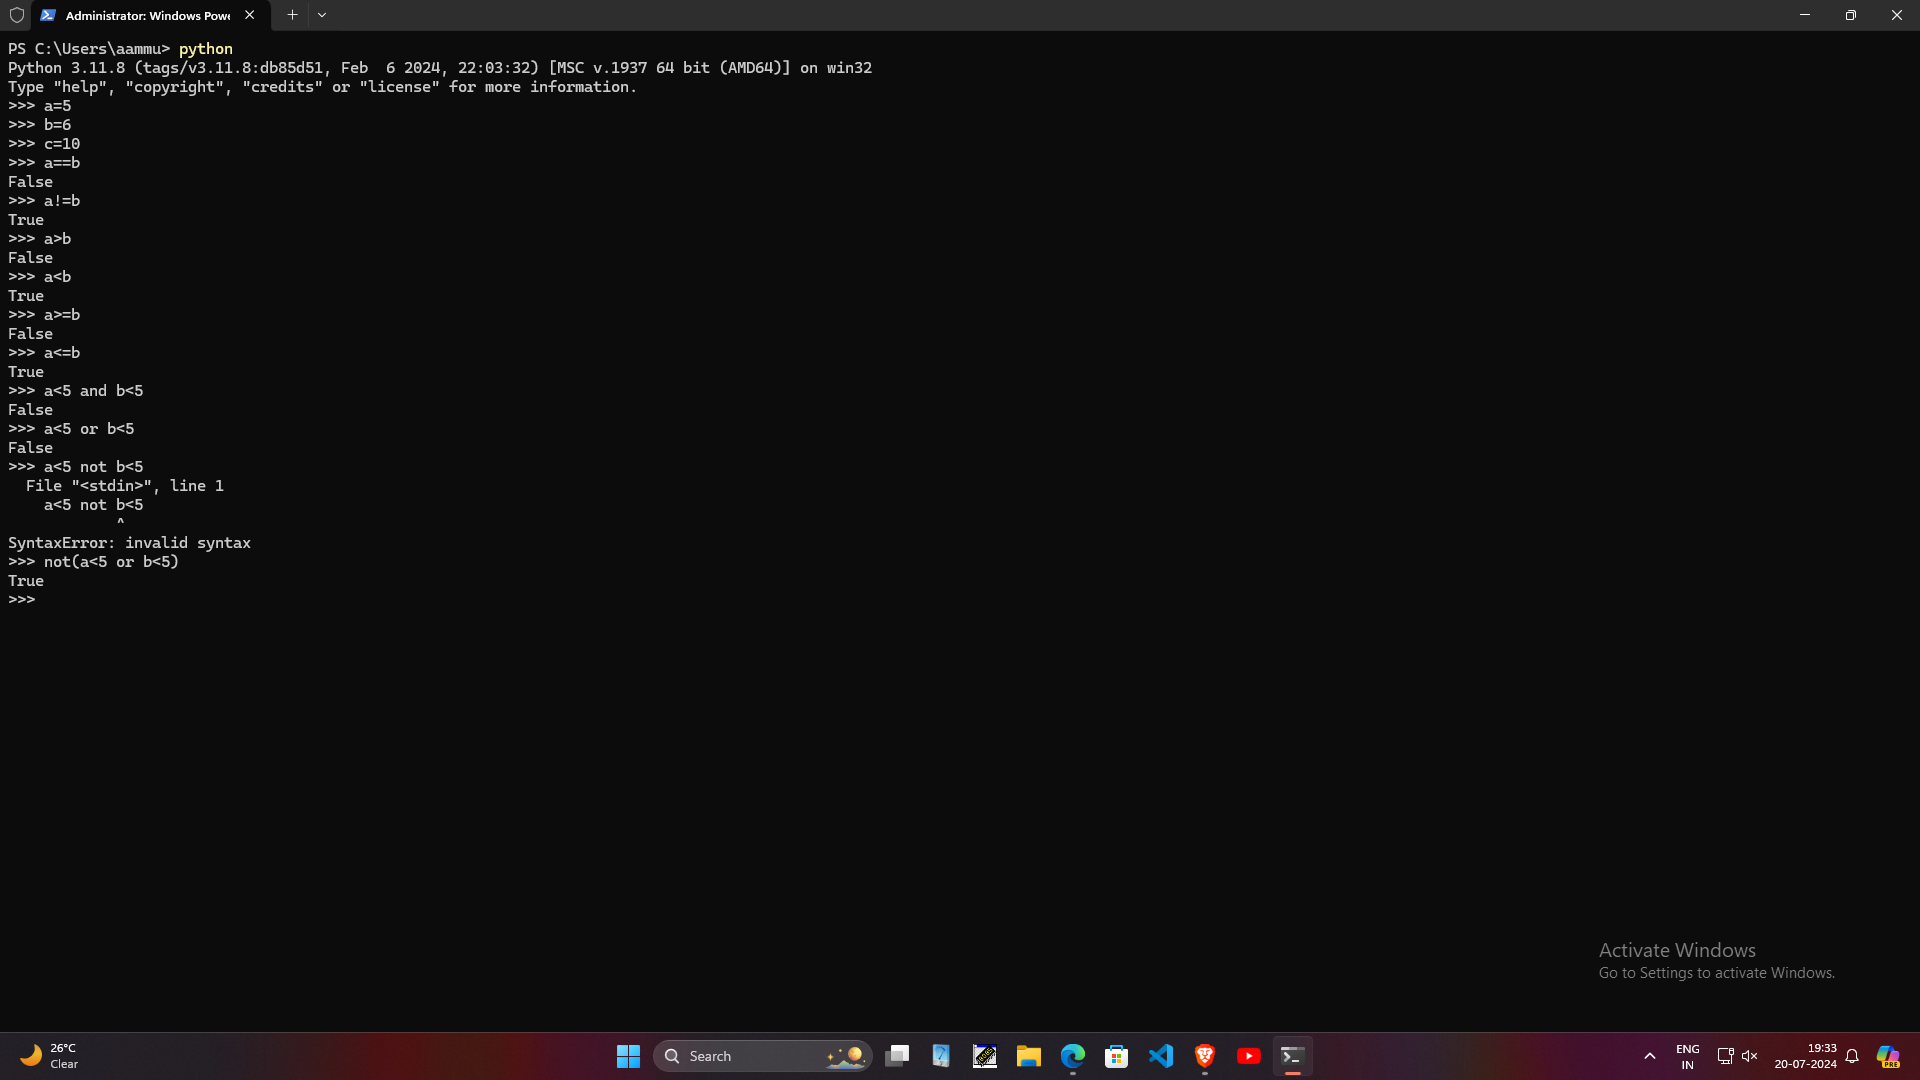 Administrator: Windows Powe
PS C:\Users\aammu> python
Python 3.11.8 (tags/v3.11.8:db85d51, Feb  6 2024, 22:03:32) [MSC v.1937 64 bit (AMD64)] on win32
Type "help", "copyright", "credits" or "license" for more information.
>>> a=5
>>> b=6
>>> c=10
>>> a==b
False
>>> a!=b
True
>>> a>b
False
>>> a<b
True
>>> a>=b
False
>>> a<=b
True
>>> a<5 and b<5
False
>>> a<5 or b<5
False
>>> a<5 not b<5
  File "<stdin>", line 1
    a<5 not b<5
            ^
SyntaxError: invalid syntax
>>> not(a<5 or b<5)
True
>>>
Activate Windows
Go to Settings to activate Windows.
26°C
Clear
Search
8085
ENG
IN
19:33
20-07-2024
PRE